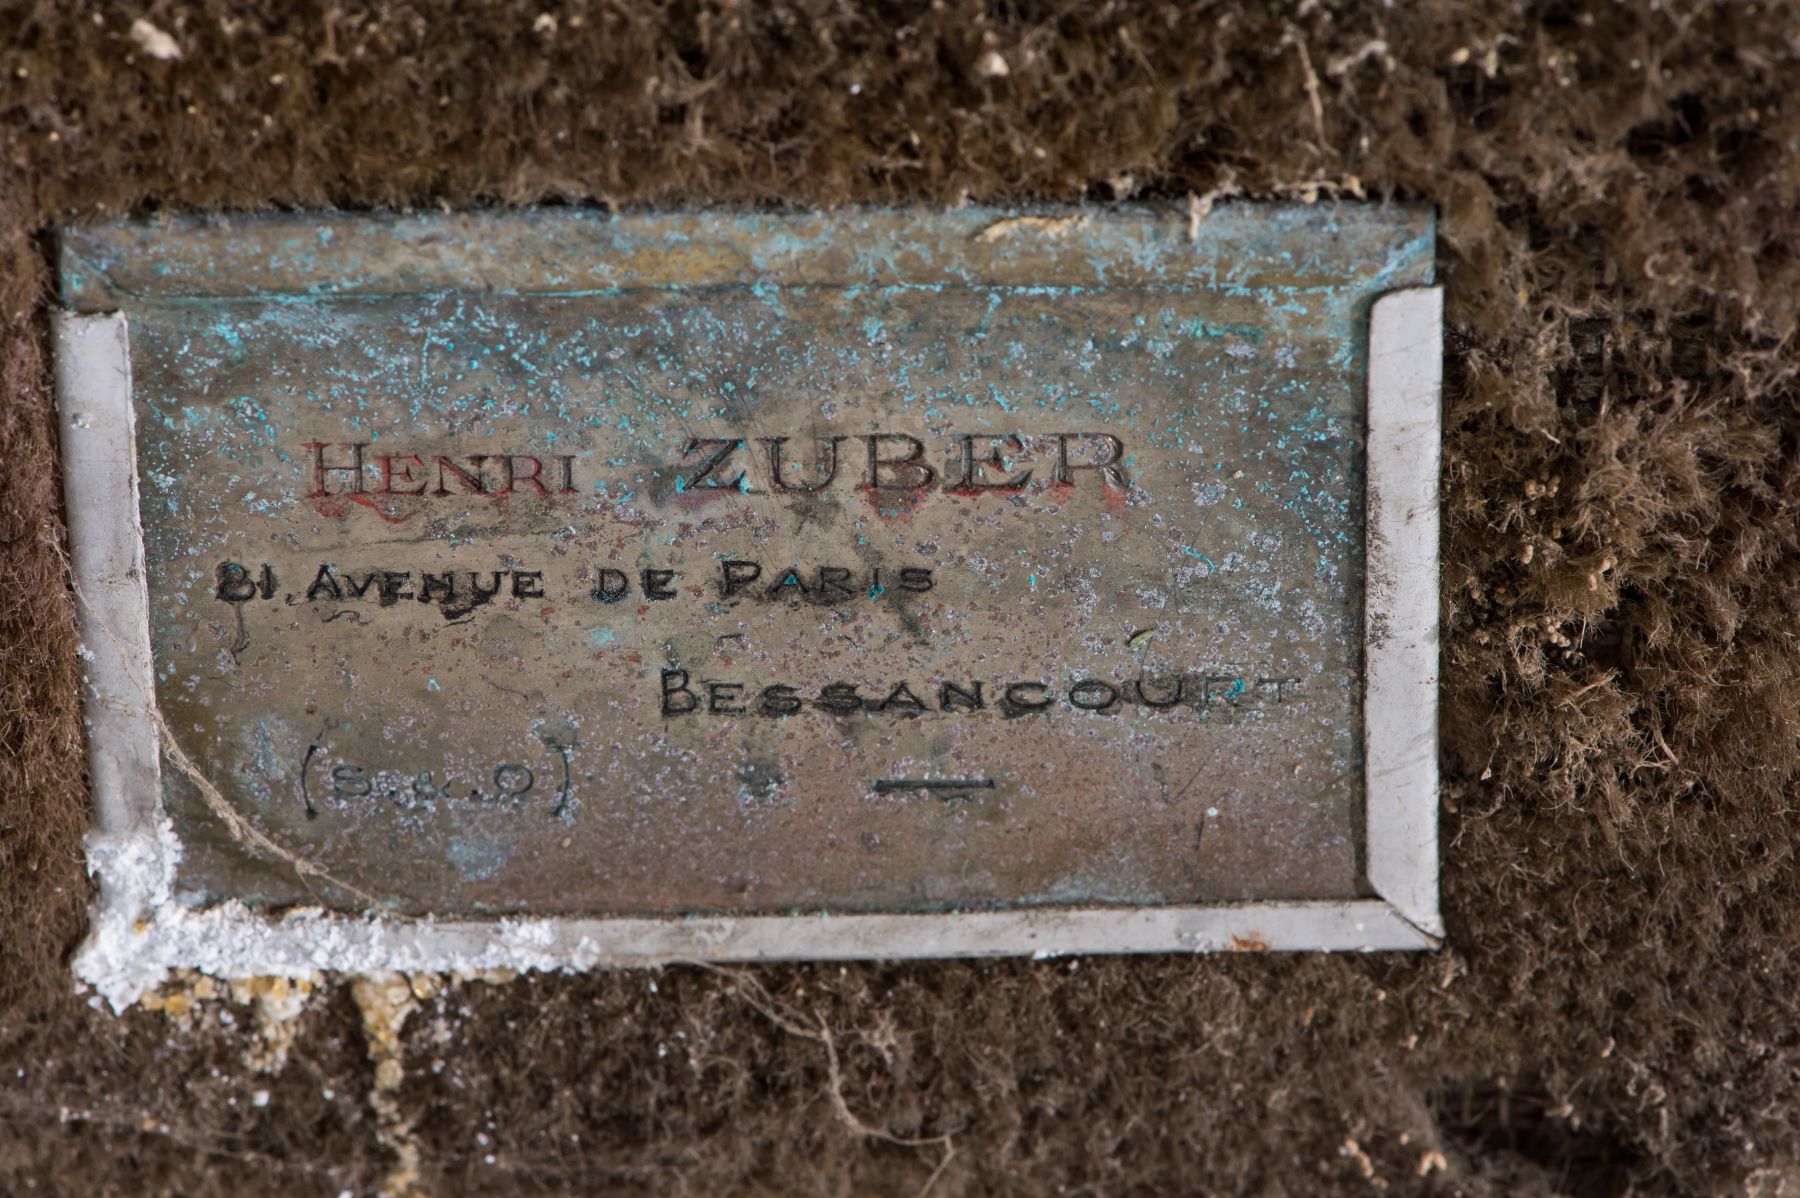 HENRI ZUBER
81, AVENUE DE PARIS
BESSANCOURT
(S.&.O)